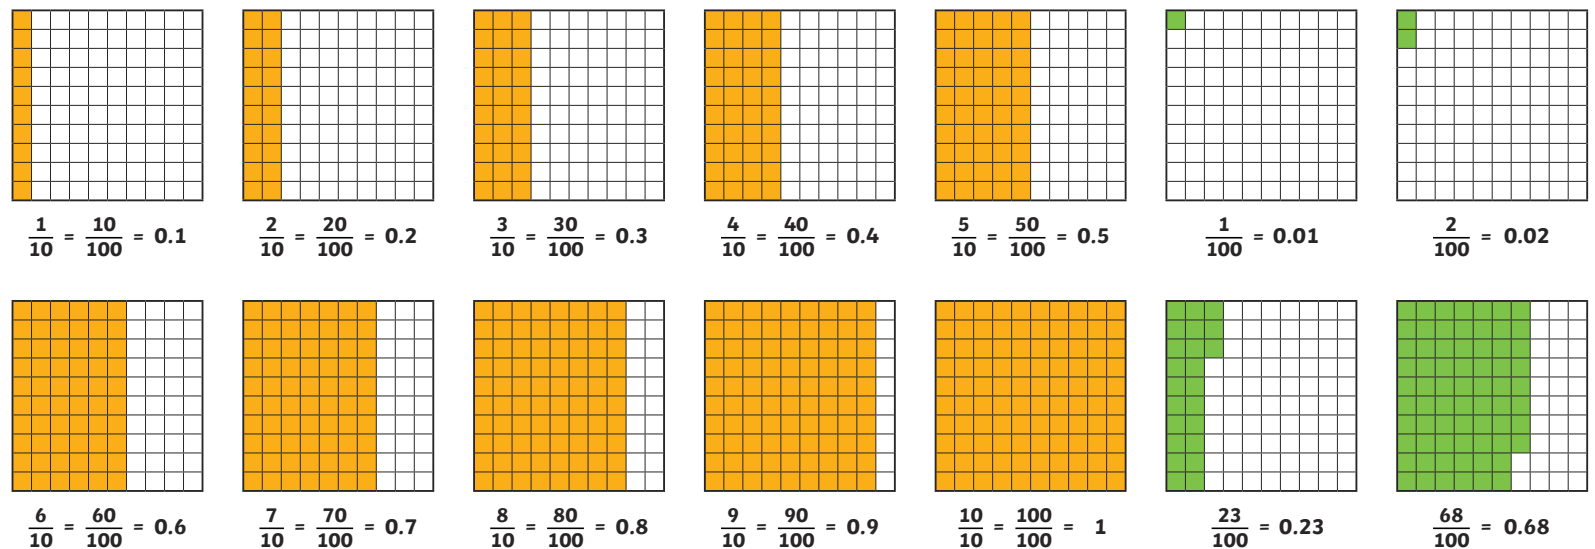 1/10 = 10/100 = 0.1
2/10 = 20/100 = 0.2
3/10 = 30/100 = 0.3
4/10 = 40/100 = 0.4
5/10 = 50/100 = 0.5
1/100 = 0.01
2/100 = 0.02
6/10 = 60/100 = 0.6
7/10 = 70/100 = 0.7
8/10 = 80/100 = 0.8
9/10 = 90/100 = 0.9
10/10 = 100/100 = 1
23/100 = 0.23
68/100 = 0.68